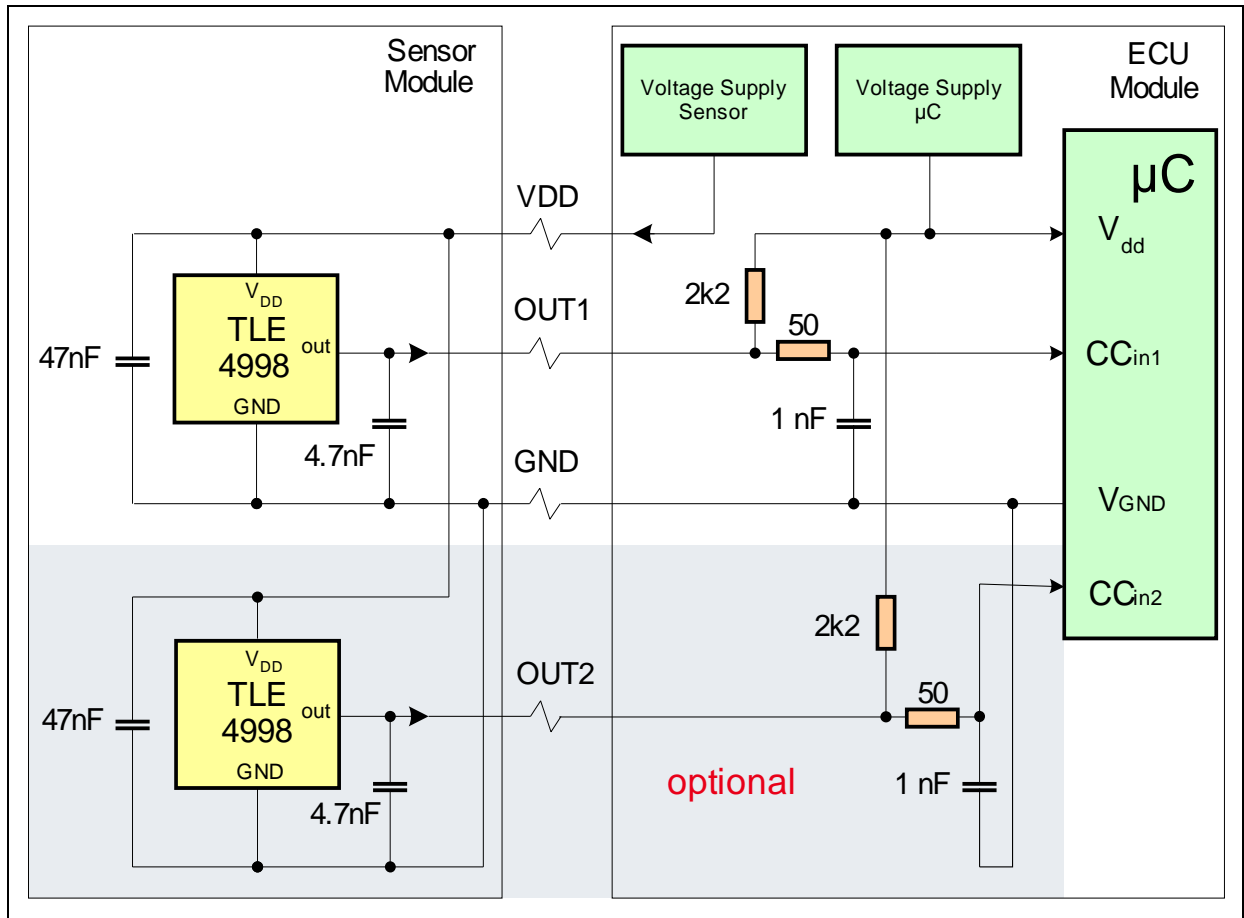 Sensor
Module
ECU
Module
Voltage Supply
Sensor
Voltage Supply
µC
µC
VDD
Vdd
VDD
TLE
4998
out
GND
47nF
4.7nF
OUT1
2k2
50
CCin1
1 nF
GND
VGND
CCin2
VDD
TLE
4998
out
GND
47nF
4.7nF
OUT2
2k2
50
1 nF
optional